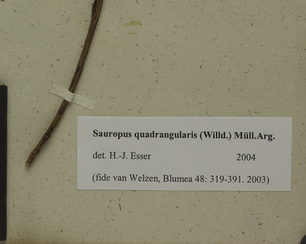 Sauropus quadrangularis (Willd.) Müll.Arg.
det. H.-J. Esser 2004
(fide van Welzen, Blumea 48: 319-391. 2003)